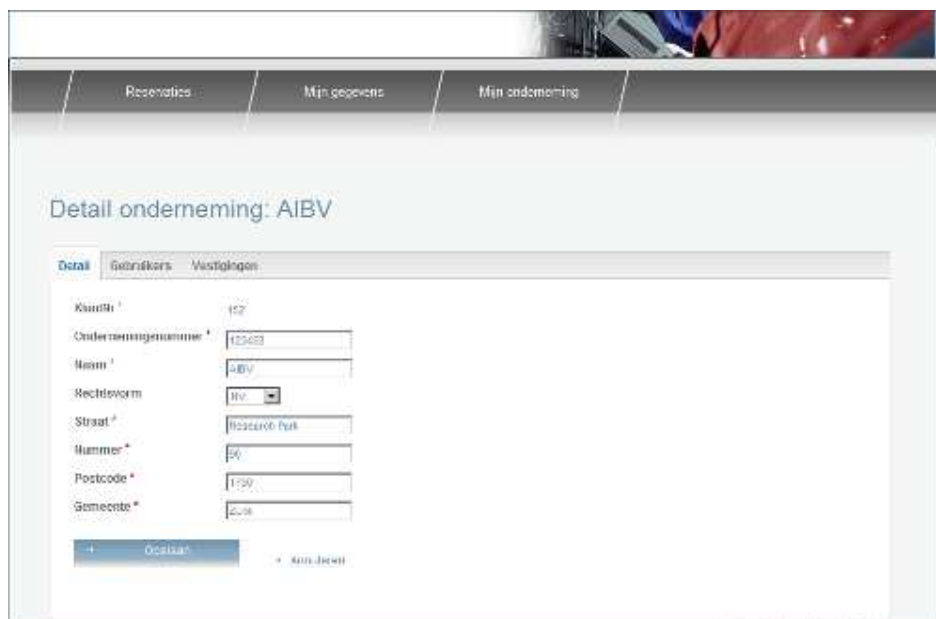 Reservaties Mijn gegevens Mijn onderneming
Detail onderneming: AIBV
Detail Gebruikers Vestigingen
KlantNr *
Ondernemingsnummer *
Naam * AIBV
Rechtsvorm NV
Straat * Research Park
Nummer *
Postcode *
Gemeente *
Opslaan Annuleren